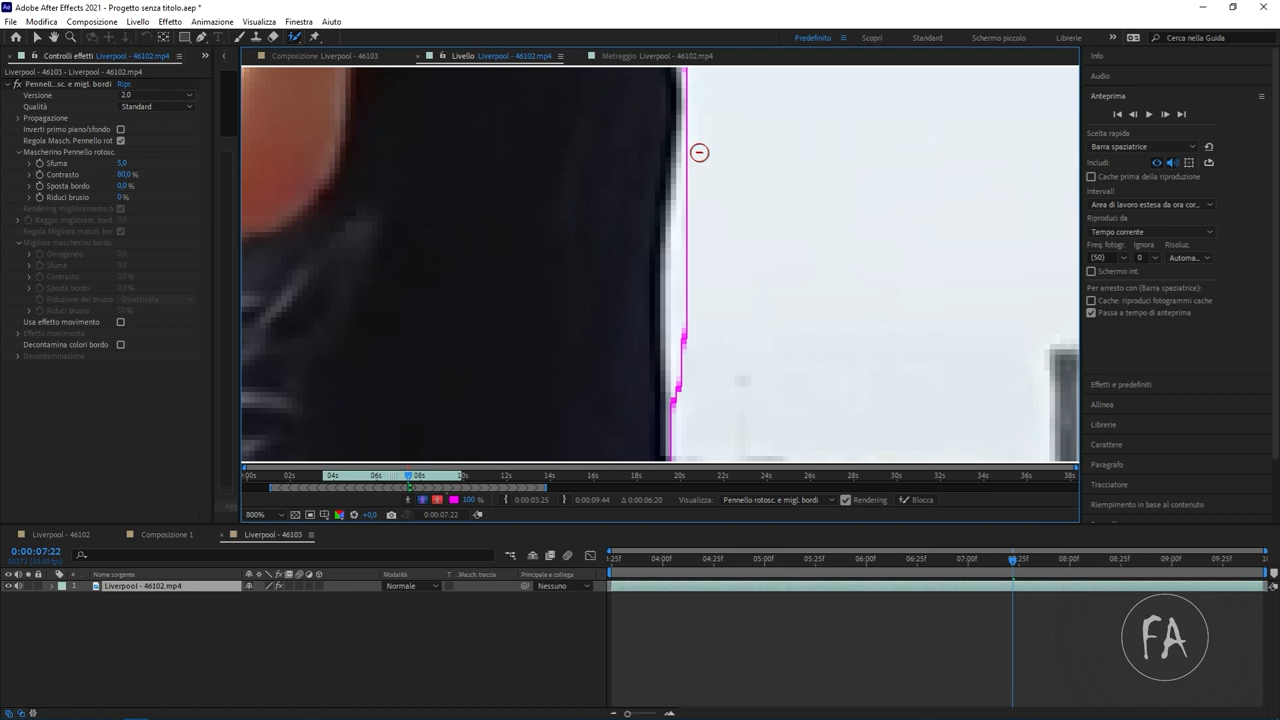 Adobe After Effects 2021 - Progetto senza titolo.aep *
File Modifica Composizione Livello Effetto Animazione Visualizza Finestra Aiuto
Predefinito Scopri Standard Schermo piccolo Librerie Cerca nella Guida
Controlli effetti Liverpool - 46102.mp4
Composizione Liverpool - 46103
Livello Liverpool - 46102.mp4
Metraggio Liverpool - 46102.mp4
Liverpool - 46103 • Liverpool - 46102.mp4
fx Pennell...sc. e migl. bordi Ripr.
Versione 2.0
Qualità Standard
Propagazione
Inverti primo piano/sfondo
Regola Masch. Pennello rot
Mascherino Pennello rotosc.
Sfuma 5,0
Contrasto 80,0 %
Sposta bordo 0,0 %
Riduci brusio 0 %
Rendering miglioramento b
Raggio miglioram. bord 0,0
Regola Migliora masch. bor
Migliora mascherino bordo
Omogeneo 0,0
Sfuma 0,0
Contrasto 0,0 %
Sposta bordo 0,0 %
Riduzione del brusio Disattivata
Riduci brusio 50 %
Usa effetto movimento
Effetto movimento
Decontamina colori bordo
Decontaminazione
Info
Audio
Anteprima
Scelta rapida
Barra spaziatrice
Includi:
Cache prima della riproduzione
Intervalli
Area di lavoro estesa da ora cor...
Riproduci da
Tempo corrente
Freq. fotogr. Ignora Risoluz.
(50) 0 Automa...
Schermo int.
Per arresto con (Barra spaziatrice):
Cache: riproduci fotogrammi cache
Passa a tempo di anteprima
Effetti e predefiniti
Allinea
Librerie
Carattere
Paragrafo
Tracciatore
Riempimento in base al contenuto
:00s 02s 04s 06s 08s 10s 12s 14s 16s 18s 20s 22s 24s 26s 28s 30s 32s 34s 36s 38s
100 % 0:00:03:25 0:00:09:44 Δ 0:00:06:20 Visualizza: Pennello rotosc. e migl. bordi Rendering Blocca
800% +0,0 0:00:07:22
Liverpool - 46102 Composizione 1 Liverpool - 46103
0:00:07:22
00372 (50.00 fps)
Nome sorgente Modalità T Masch. traccia Principale e collega
1 Liverpool - 46102.mp4 fx Normale Nessuno
:25f 04:00f 04:25f 05:00f 05:25f 06:00f 06:25f 07:00f 07:25f 08:00f 08:25f 09:00f 09:25f
FA